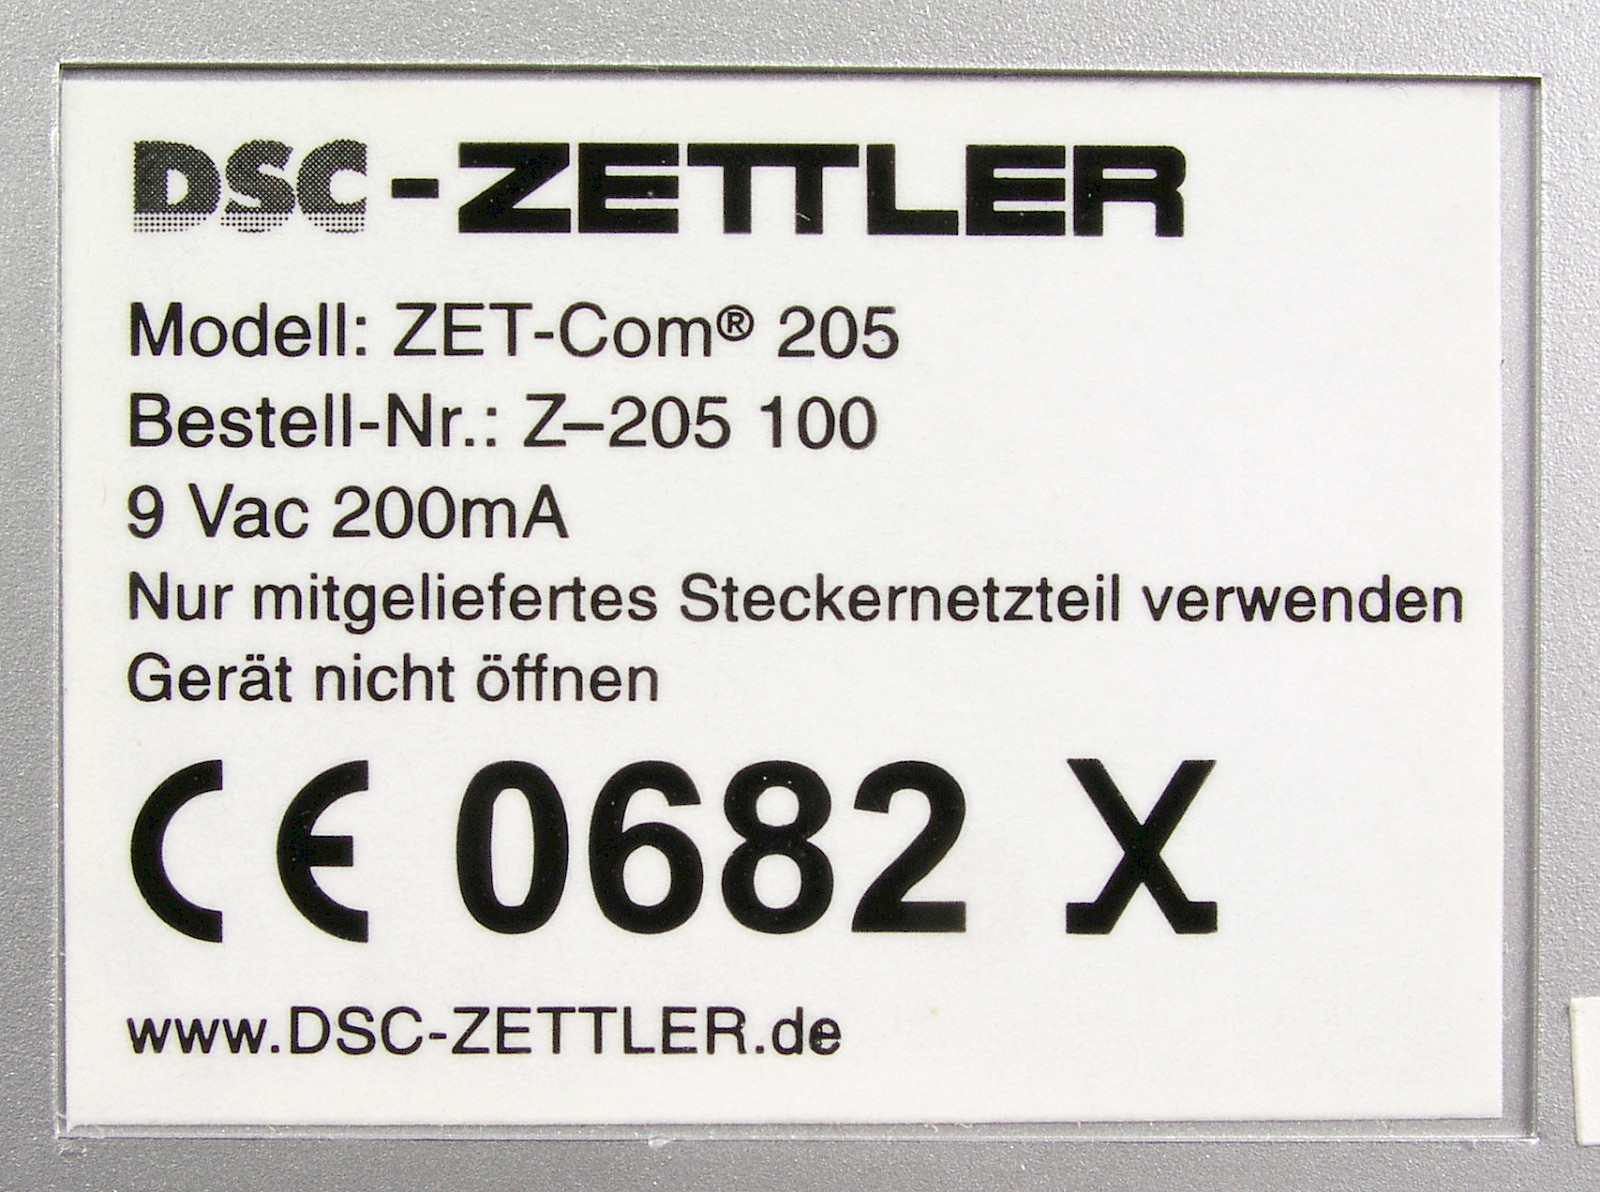 DSC-ZETTLER
Modell: ZET-Com® 205
Bestell-Nr.: Z–205 100
9 Vac 200mA
Nur mitgeliefertes Steckernetzteil verwenden
Gerät nicht öffnen
CE 0682 X
www.DSC-ZETTLER.de